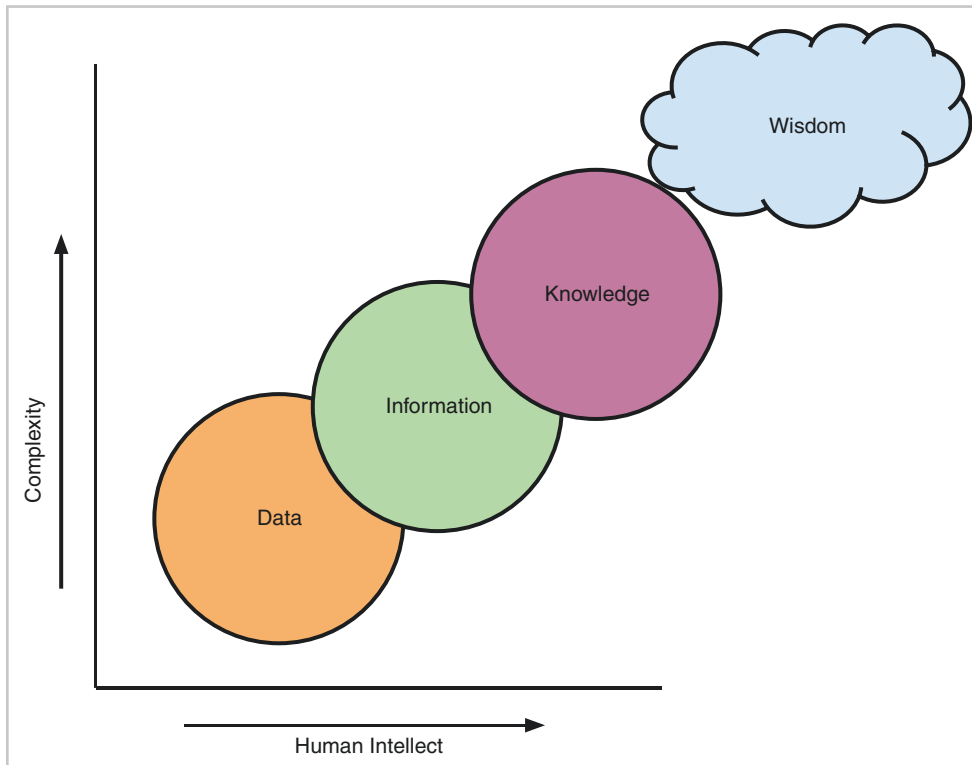 Wisdom
Knowledge
Information
Data
Complexity
Human Intellect